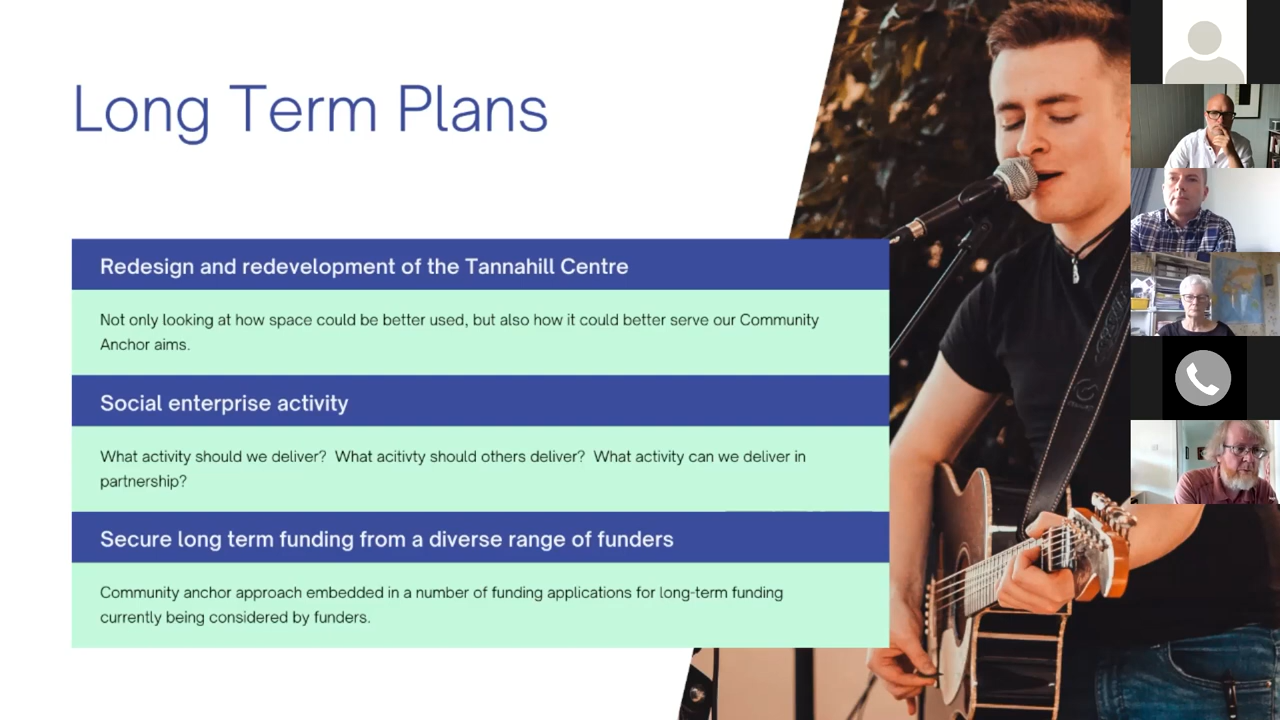 Long Term Plans
Redesign and redevelopment of the Tannahill Centre
Not only looking at how space could be better used, but also how it could better serve our Community
Anchor aims.
Social enterprise activity
What activity should we deliver?  What acitivty should others deliver?  What activity can we deliver in
partnership?
Secure long term funding from a diverse range of funders
Community anchor approach embedded in a number of funding applications for long-term funding
currently being considered by funders.